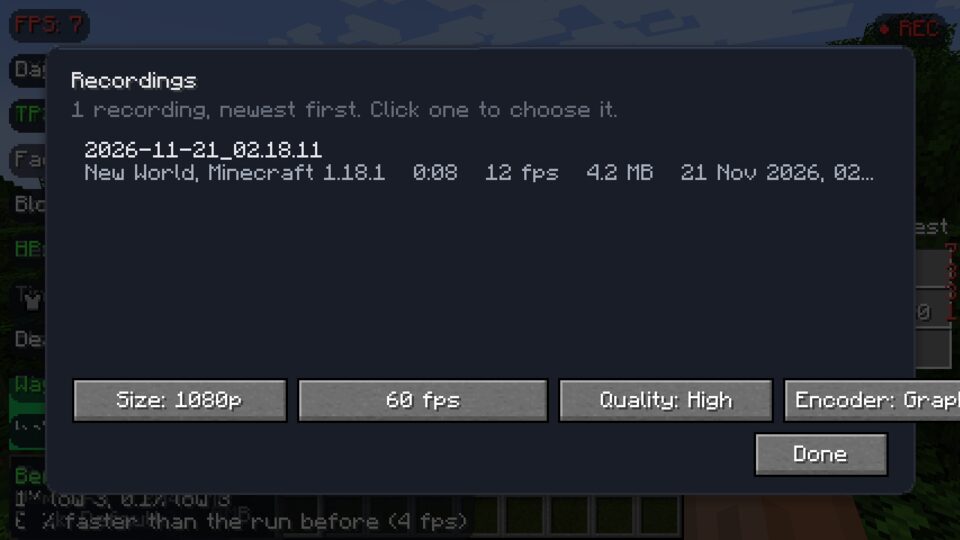 FPS: 7
REC
Recordings
1 recording, newest first. Click one to choose it.
2026-11-21_02.18.11
New World, Minecraft 1.18.1 0:08 12 fps 4.2 MB 21 Nov 2026, 02...
Size: 1080p
60 fps
Quality: High
Encoder: Grap
Done
faster than the run before (4 fps)